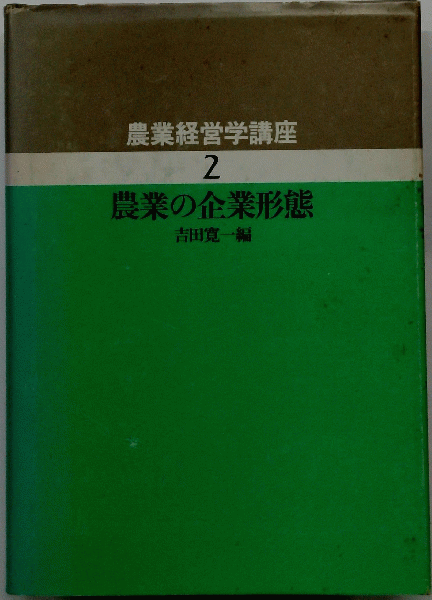 農業経営学講座
2
農業の企業形態
吉田寛一編